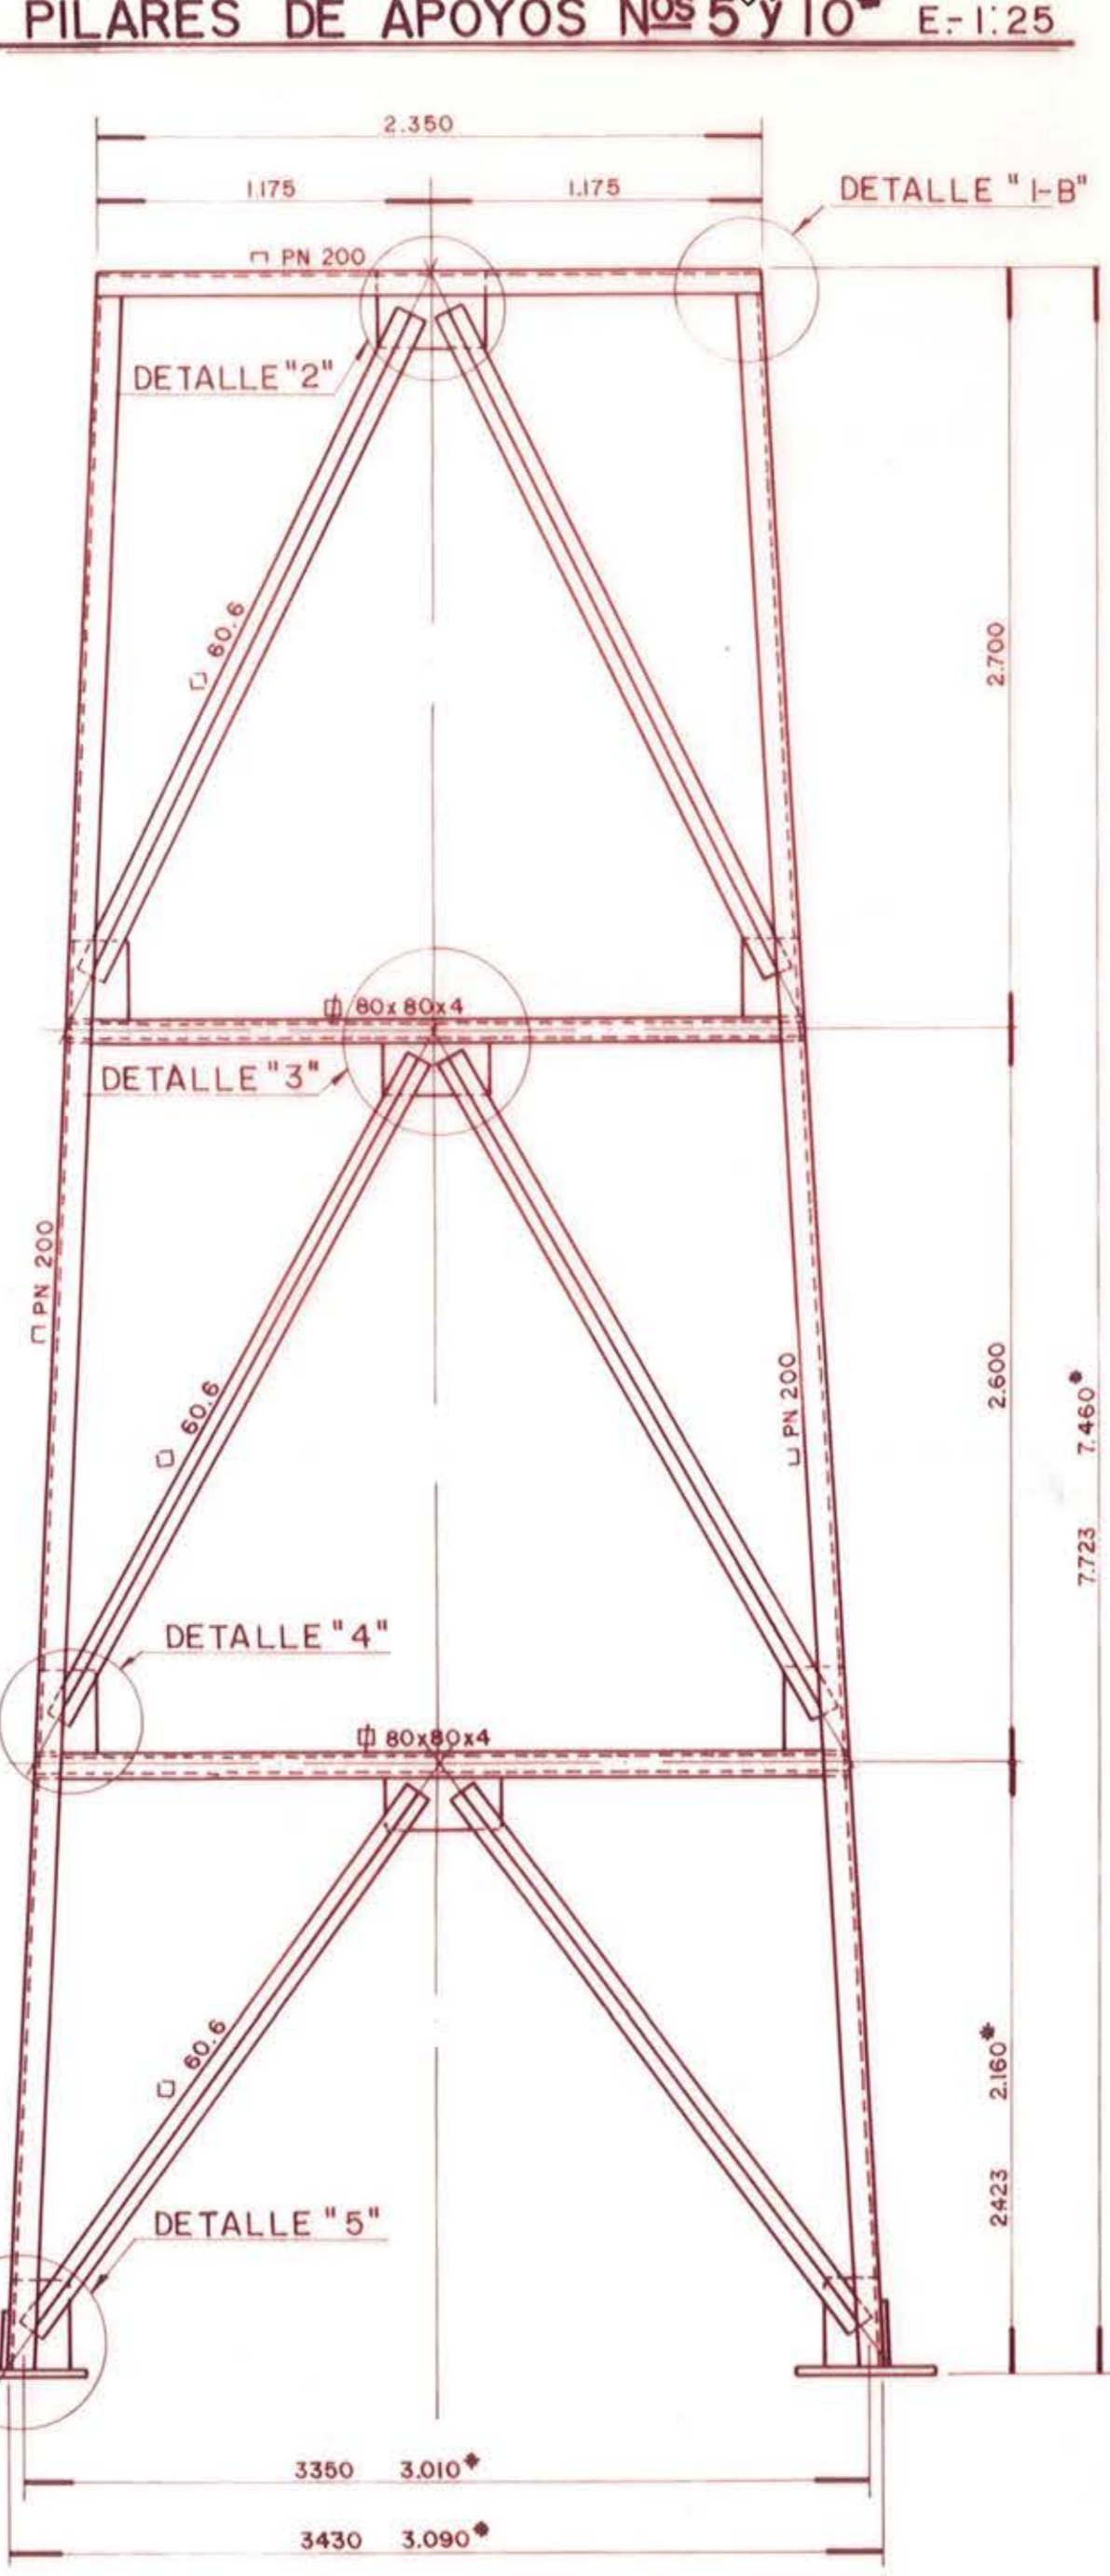 PILARES DE APOYOS Nos 5 y 10* E:-1:25
2.350
1.175 1.175
DETALLE "1-B"
PN 200
DETALLE "2"
60.6
2.700
80x80x4
DETALLE "3"
PN 200
60.6
PN 200
2.600
7.723 7.460*
DETALLE "4"
80x80x4
60.6
2423 2.160*
DETALLE "5"
3350 3.010*
3430 3.090*